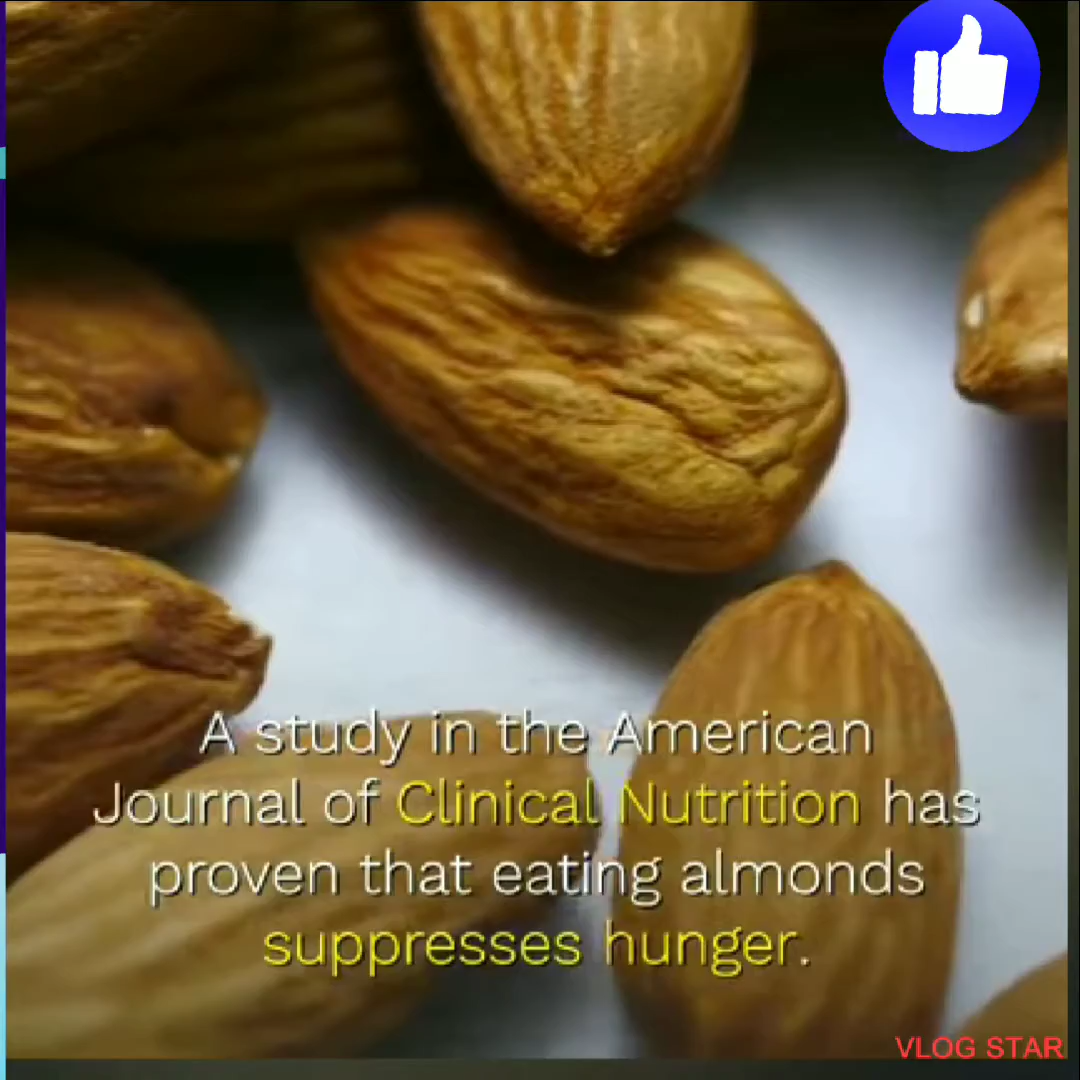 A study in the American
Journal of Clinical Nutrition has
proven that eating almonds
suppresses hunger.
VLOG STAR